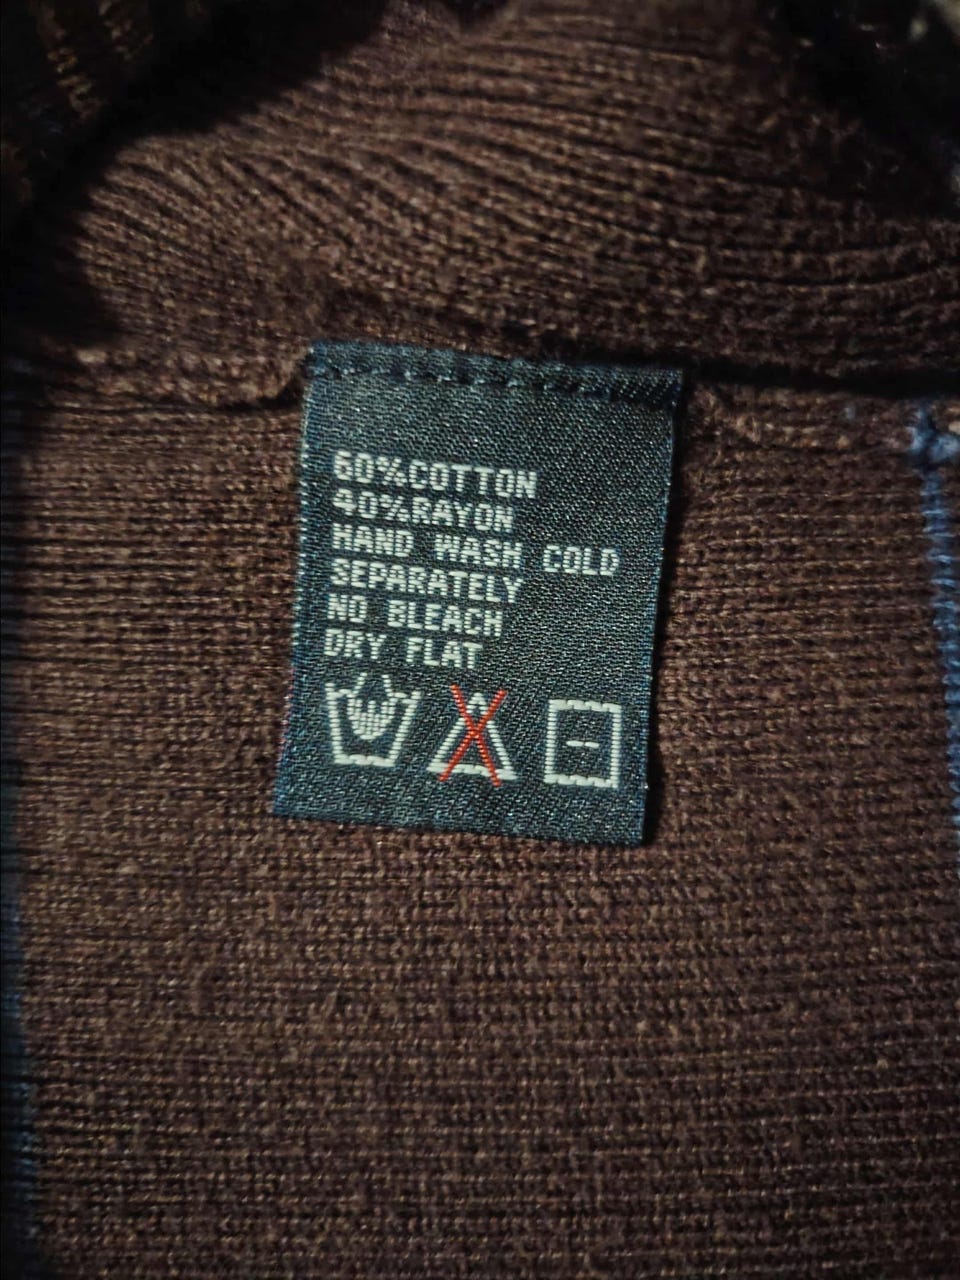 60%COTTON
40%RAYON
HAND WASH COLD
SEPARATELY
NO BLEACH
DRY FLAT